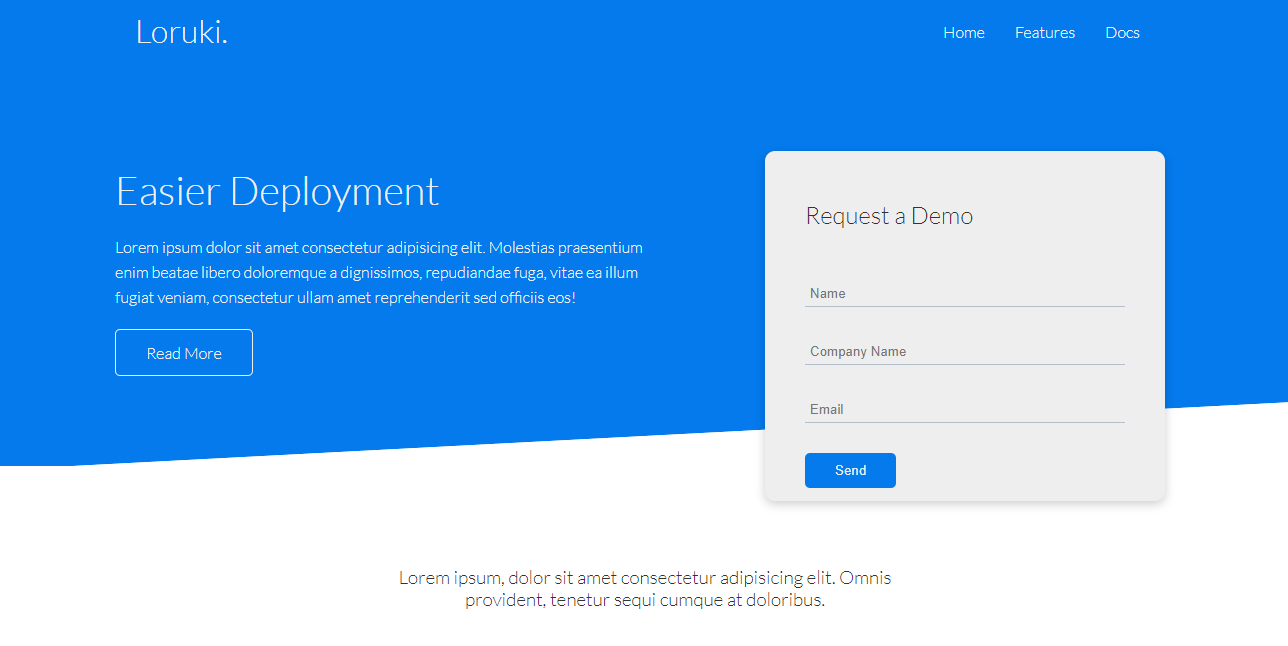 Loruki.
Home Features Docs
Easier Deployment
Lorem ipsum dolor sit amet consectetur adipisicing elit. Molestias praesentium
enim beatae libero doloremque a dignissimos, repudiandae fuga, vitae ea illum
fugiat veniam, consectetur ullam amet reprehenderit sed officiis eos!
Read More
Request a Demo
Name
Company Name
Email
Send
Lorem ipsum, dolor sit amet consectetur adipisicing elit. Omnis
provident, tenetur sequi cumque at doloribus.